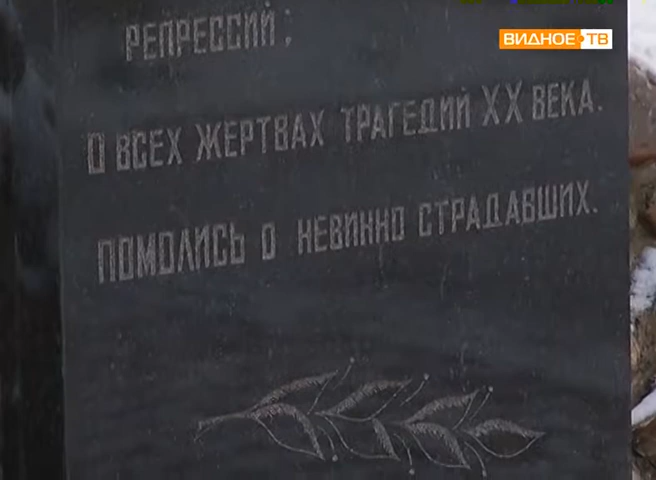 РЕПРЕССИЙ;
О ВСЕХ ЖЕРТВАХ ТРАГЕДИЙ XX ВЕКА.
ПОМОЛИСЬ О НЕВИННО СТРАДАВШИХ.
ВИДНОЕ ТВ